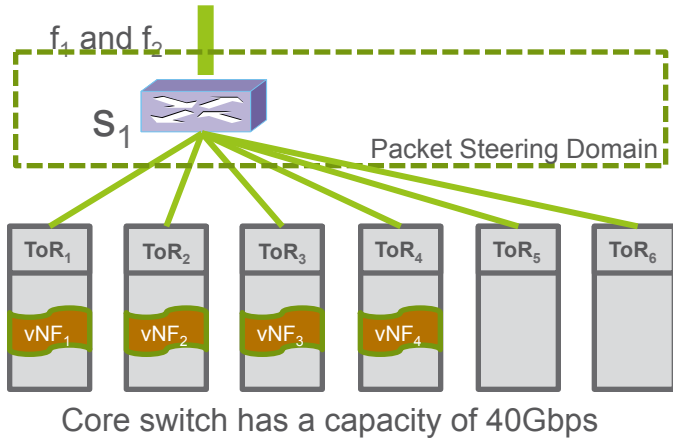 f₁ and f₂
S₁
Packet Steering Domain
ToR₁ ToR₂ ToR₃ ToR₄ ToR₅ ToR₆
vNF₁ vNF₂ vNF₃ vNF₄
Core switch has a capacity of 40Gbps